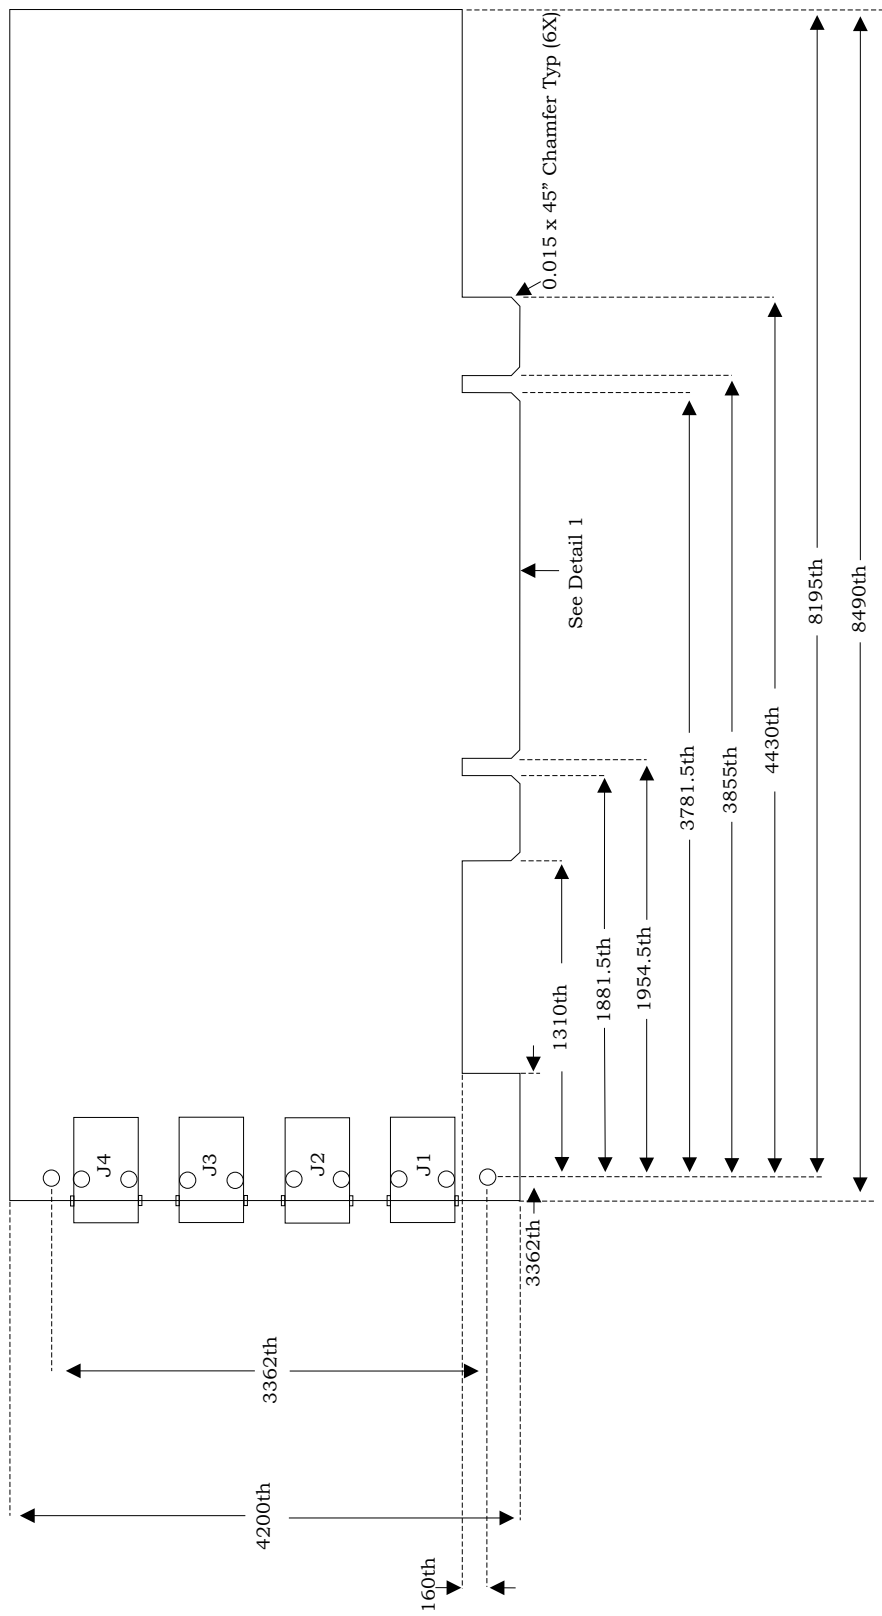 0.015 x 45” Chamfer Typ (6X)
See Detail 1
8195th
8490th
4430th
3855th
3781.5th
1954.5th
1881.5th
1310th
J4
J3
J2
J1
3362th
3362th
4200th
160th